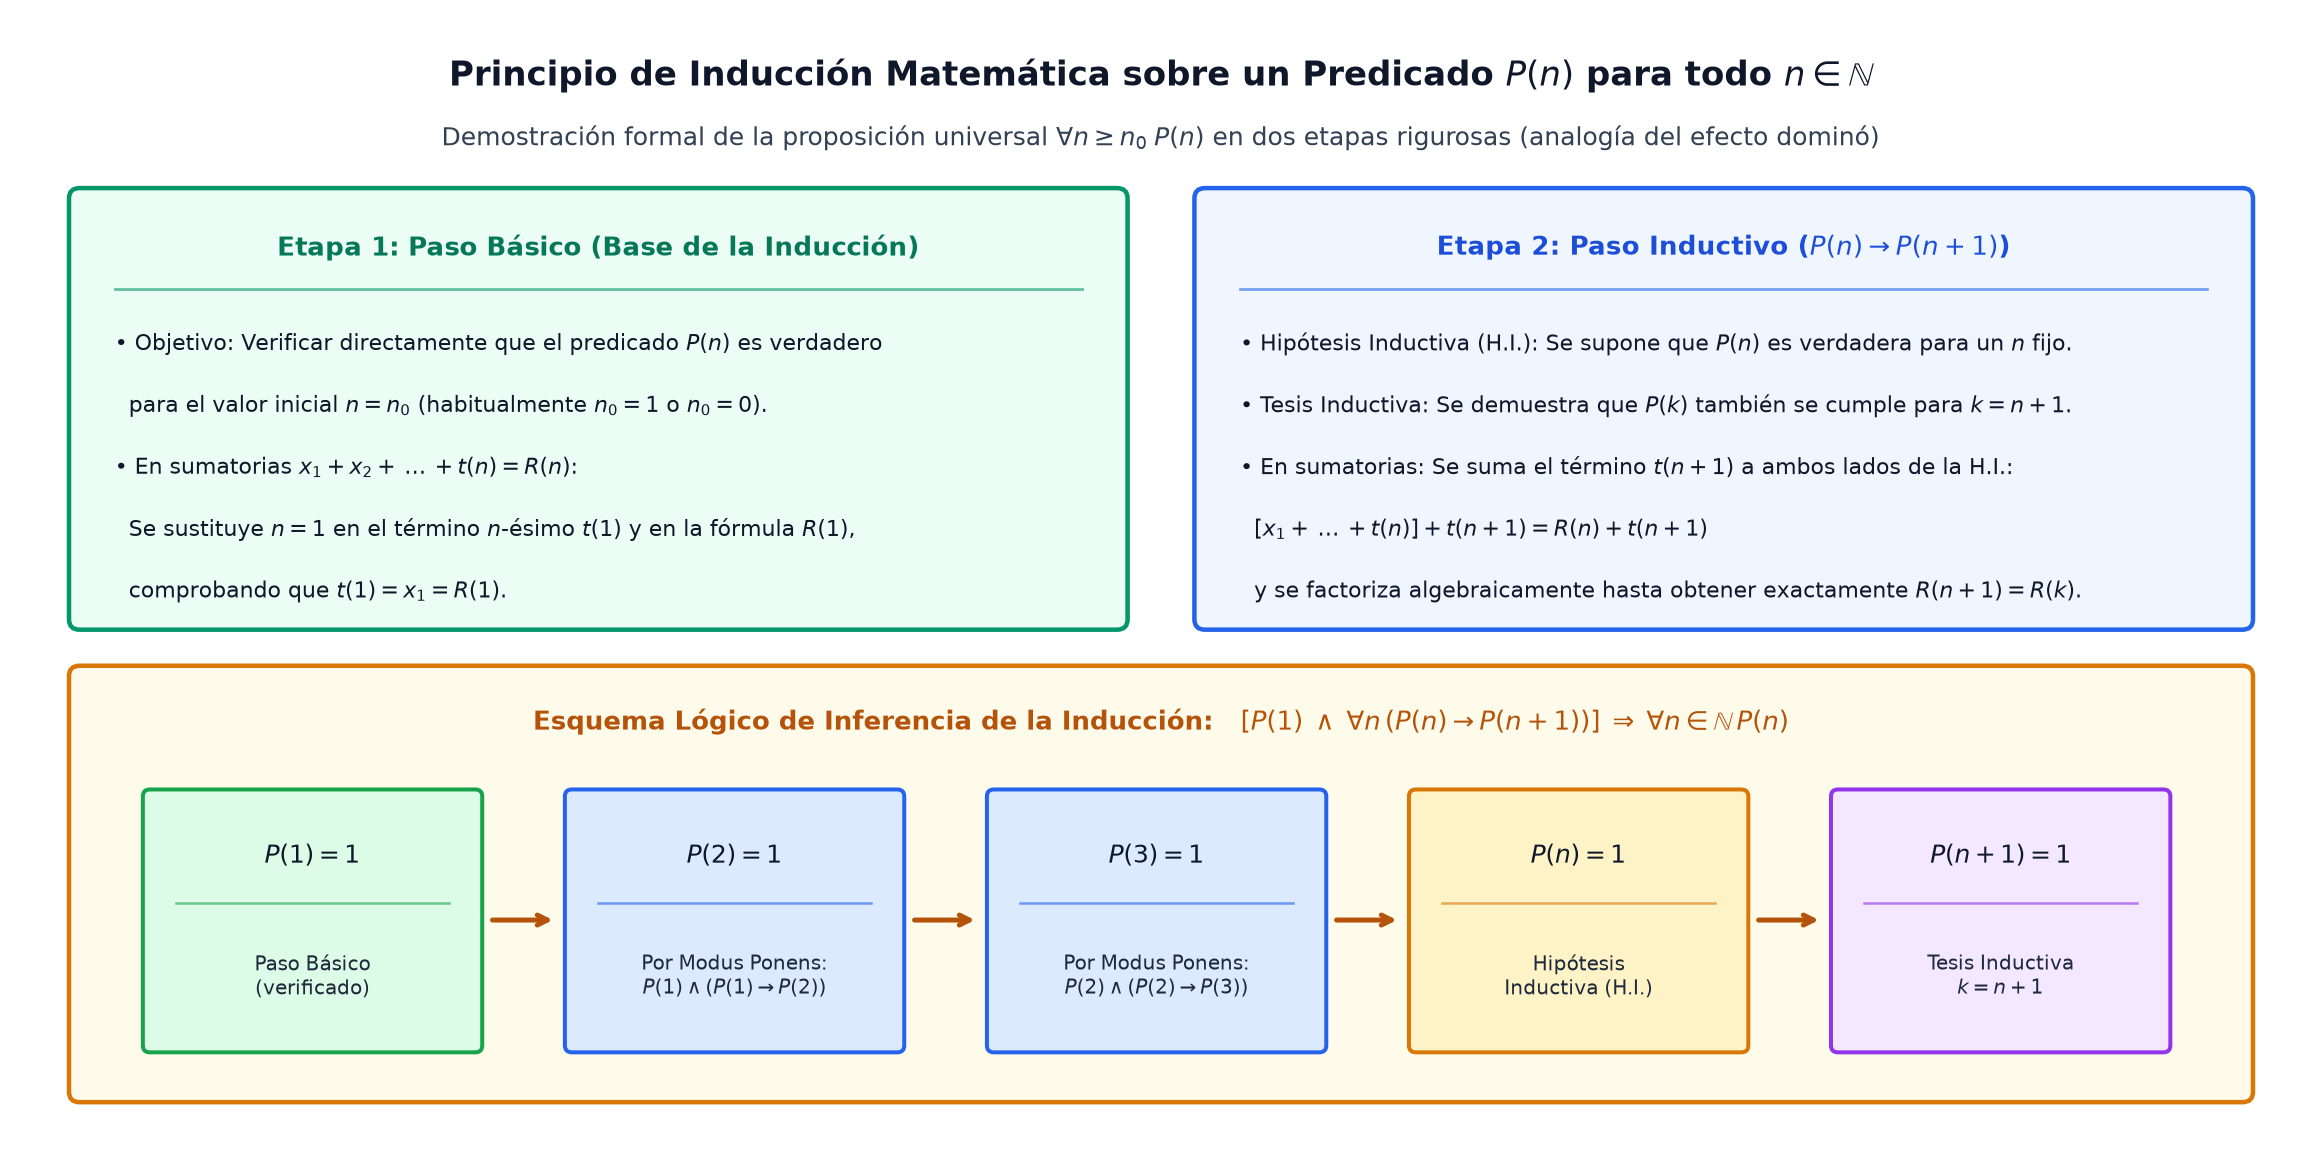 Principio de Inducción Matemática sobre un Predicado P(n) para todo n ∈ ℕ
Demostración formal de la proposición universal ∀n ≥ n₀ P(n) en dos etapas rigurosas (analogía del efecto dominó)
Etapa 1: Paso Básico (Base de la Inducción)
• Objetivo: Verificar directamente que el predicado P(n) es verdadero
para el valor inicial n = n₀ (habitualmente n₀ = 1 o n₀ = 0).
• En sumatorias x₁ + x₂ + … + t(n) = R(n):
Se sustituye n = 1 en el término n-ésimo t(1) y en la fórmula R(1),
comprobando que t(1) = x₁ = R(1).
Etapa 2: Paso Inductivo (P(n) → P(n + 1))
• Hipótesis Inductiva (H.I.): Se supone que P(n) es verdadera para un n fijo.
• Tesis Inductiva: Se demuestra que P(k) también se cumple para k = n + 1.
• En sumatorias: Se suma el término t(n + 1) a ambos lados de la H.I.:
[x₁ + … + t(n)] + t(n + 1) = R(n) + t(n + 1)
y se factoriza algebraicamente hasta obtener exactamente R(n + 1) = R(k).
Esquema Lógico de Inferencia de la Inducción: [P(1) ∧ ∀n (P(n) → P(n + 1))] ⇒ ∀n ∈ ℕ P(n)
P(1) = 1
Paso Básico
(verificado)
P(2) = 1
Por Modus Ponens:
P(1) ∧ (P(1) → P(2))
P(3) = 1
Por Modus Ponens:
P(2) ∧ (P(2) → P(3))
P(n) = 1
Hipótesis
Inductiva (H.I.)
P(n + 1) = 1
Tesis Inductiva
k = n + 1